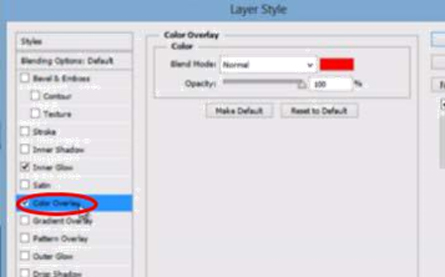 Layer Style
Styles
Blending Options: Default
Bevel & Emboss
Contour
Texture
Stroke
Inner Shadow
Inner Glow
Satin
Color Overlay
Gradient Overlay
Pattern Overlay
Outer Glow
Drop Shadow
Color Overlay
Color
Blend Mode: Normal
Opacity: 100 %
Make Default Reset to Default